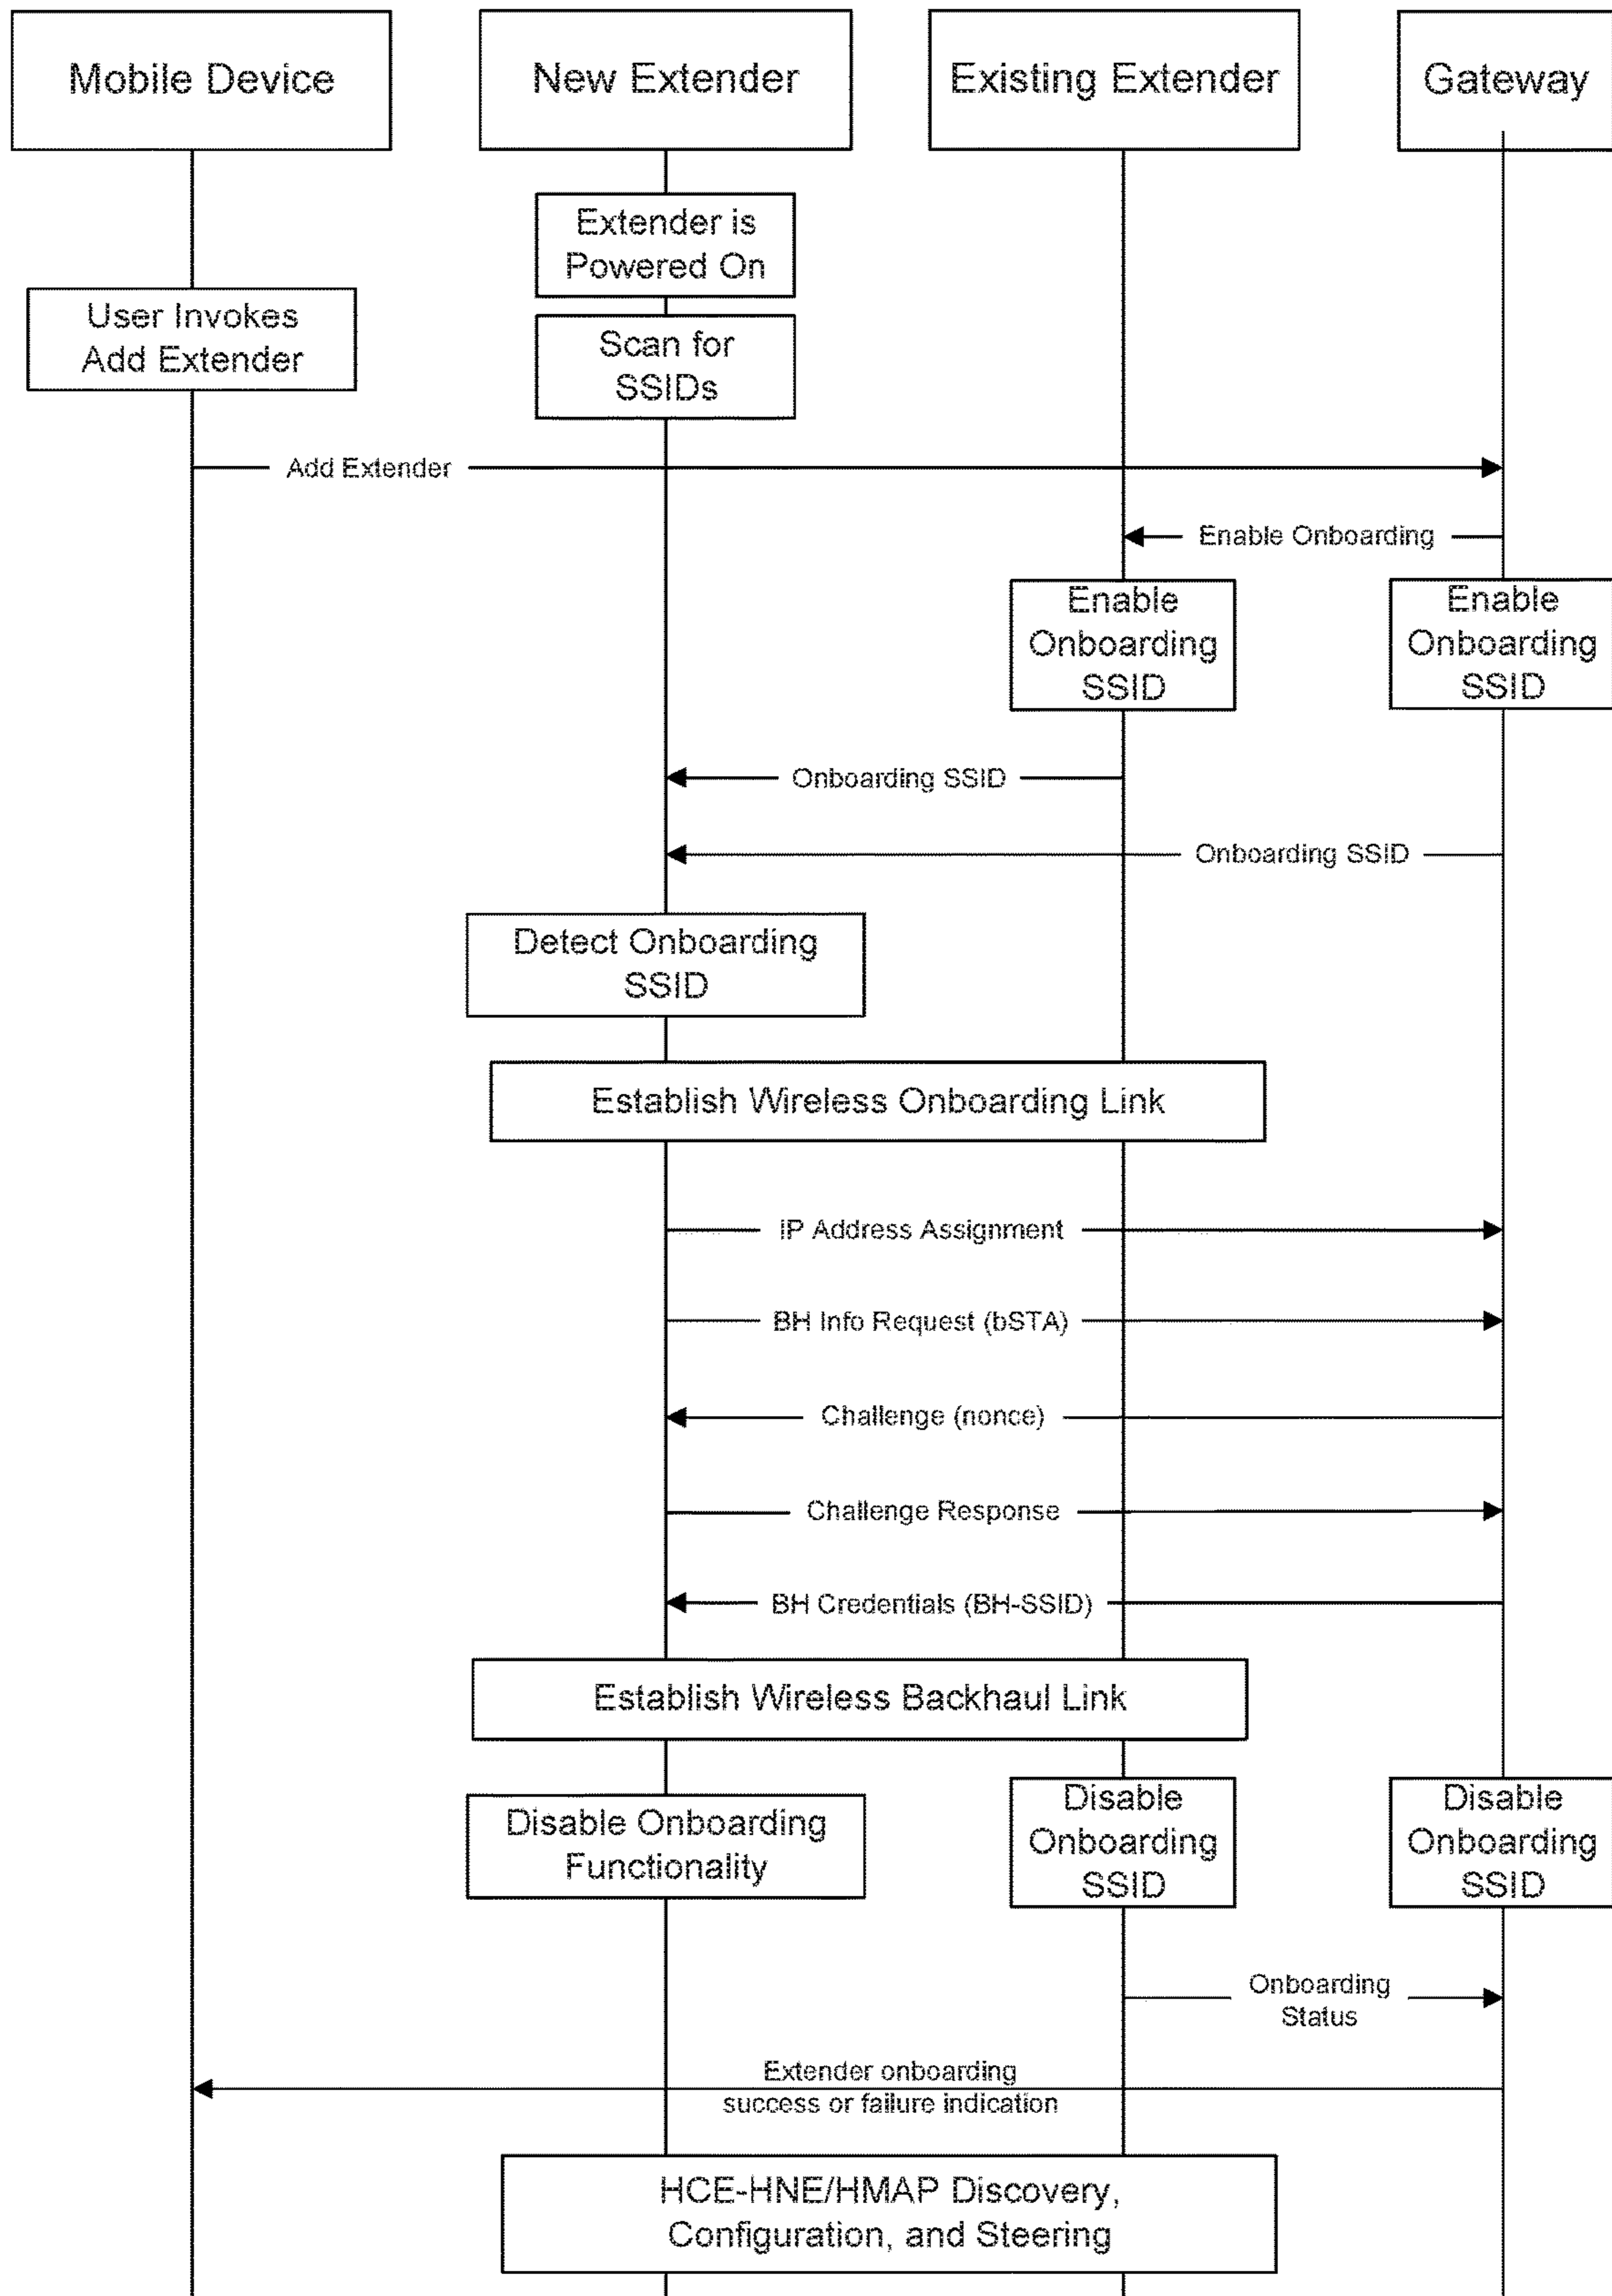 Mobile Device
New Extender
Existing Extender
Gateway
Extender is
Powered On
User Invokes
Add Extender
Scan for
SSIDs
Add Extender
Enable Onboarding
Enable
Onboarding
SSID
Enable
Onboarding
SSID
Onboarding SSID
Onboarding SSID
Detect Onboarding
SSID
Establish Wireless Onboarding Link
IP Address Assignment
BH Info Request (bSTA)
Challenge (nonce)
Challenge Response
BH Credentials (BH-SSID)
Establish Wireless Backhaul Link
Disable Onboarding
Functionality
Disable
Onboarding
SSID
Disable
Onboarding
SSID
Onboarding
Status
Extender onboarding
success or failure indication
HCE-HNE/HMAP Discovery,
Configuration, and Steering